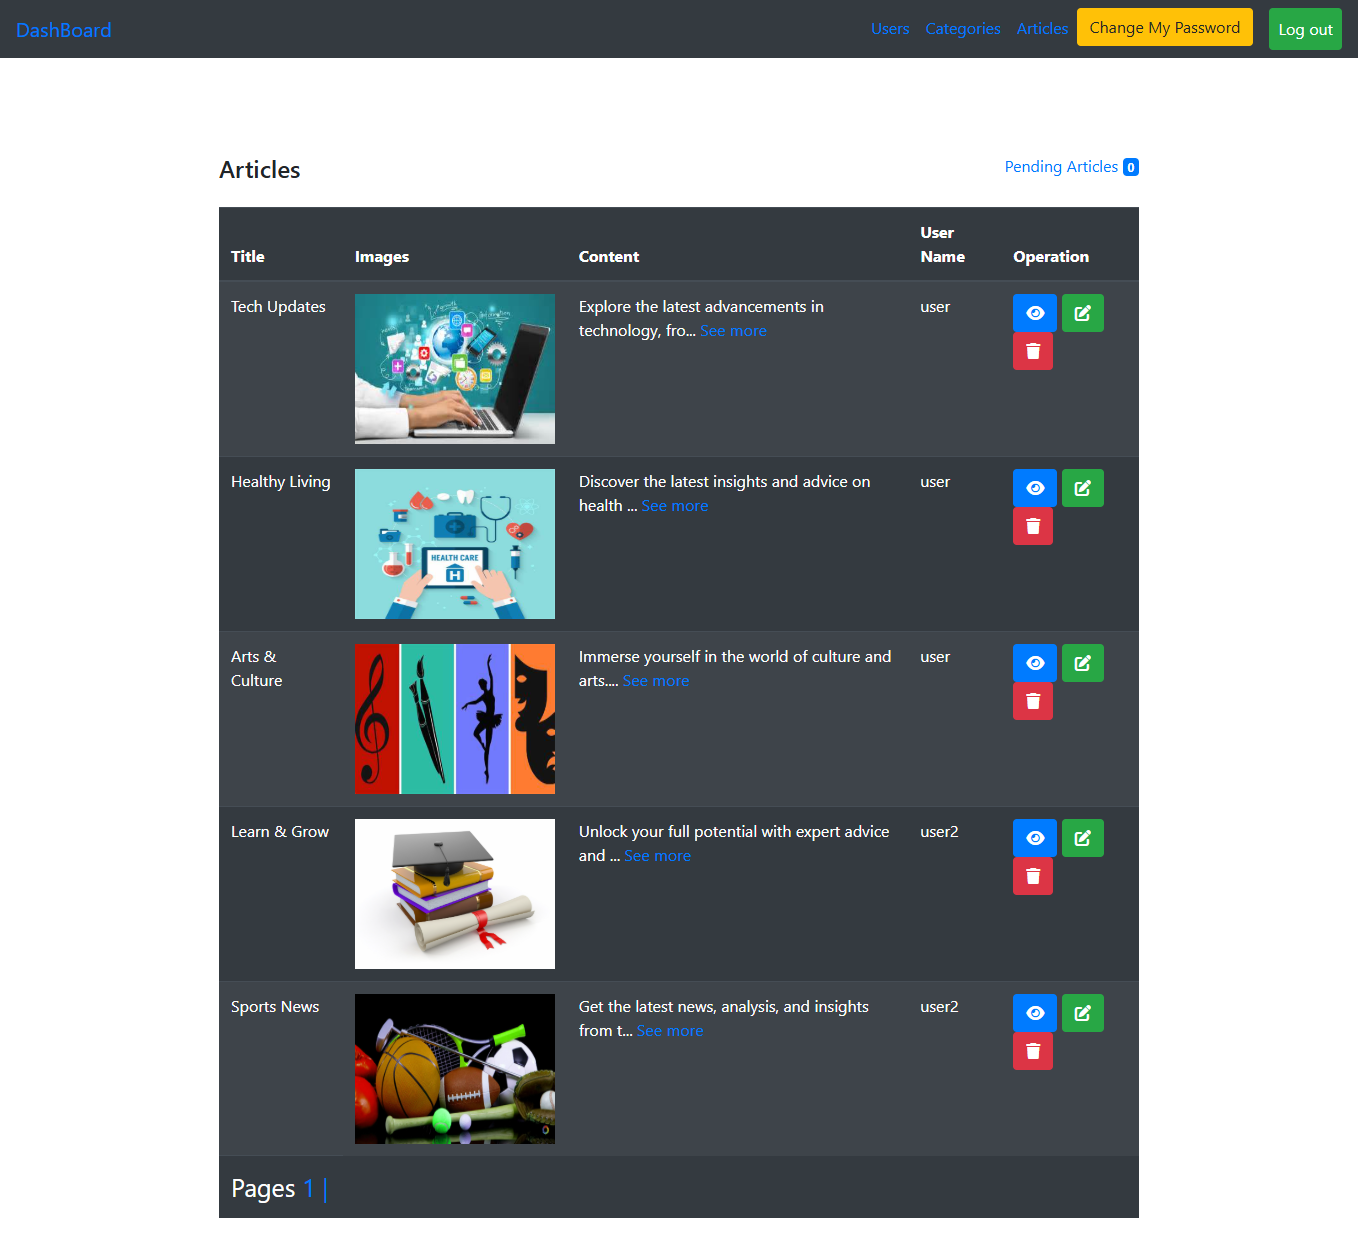 DashBoard
Users Categories Articles Change My Password Log out
Articles
Pending Articles 0
Title Images Content User Name Operation
Tech Updates
Explore the latest advancements in
technology, fro... See more
user
Healthy Living
HEALTH CARE
H
Discover the latest insights and advice on
health ... See more
user
Arts &
Culture
Immerse yourself in the world of culture and
arts.... See more
user
Learn & Grow
Unlock your full potential with expert advice
and ... See more
user2
Sports News
Get the latest news, analysis, and insights
from t... See more
user2
Pages 1 |